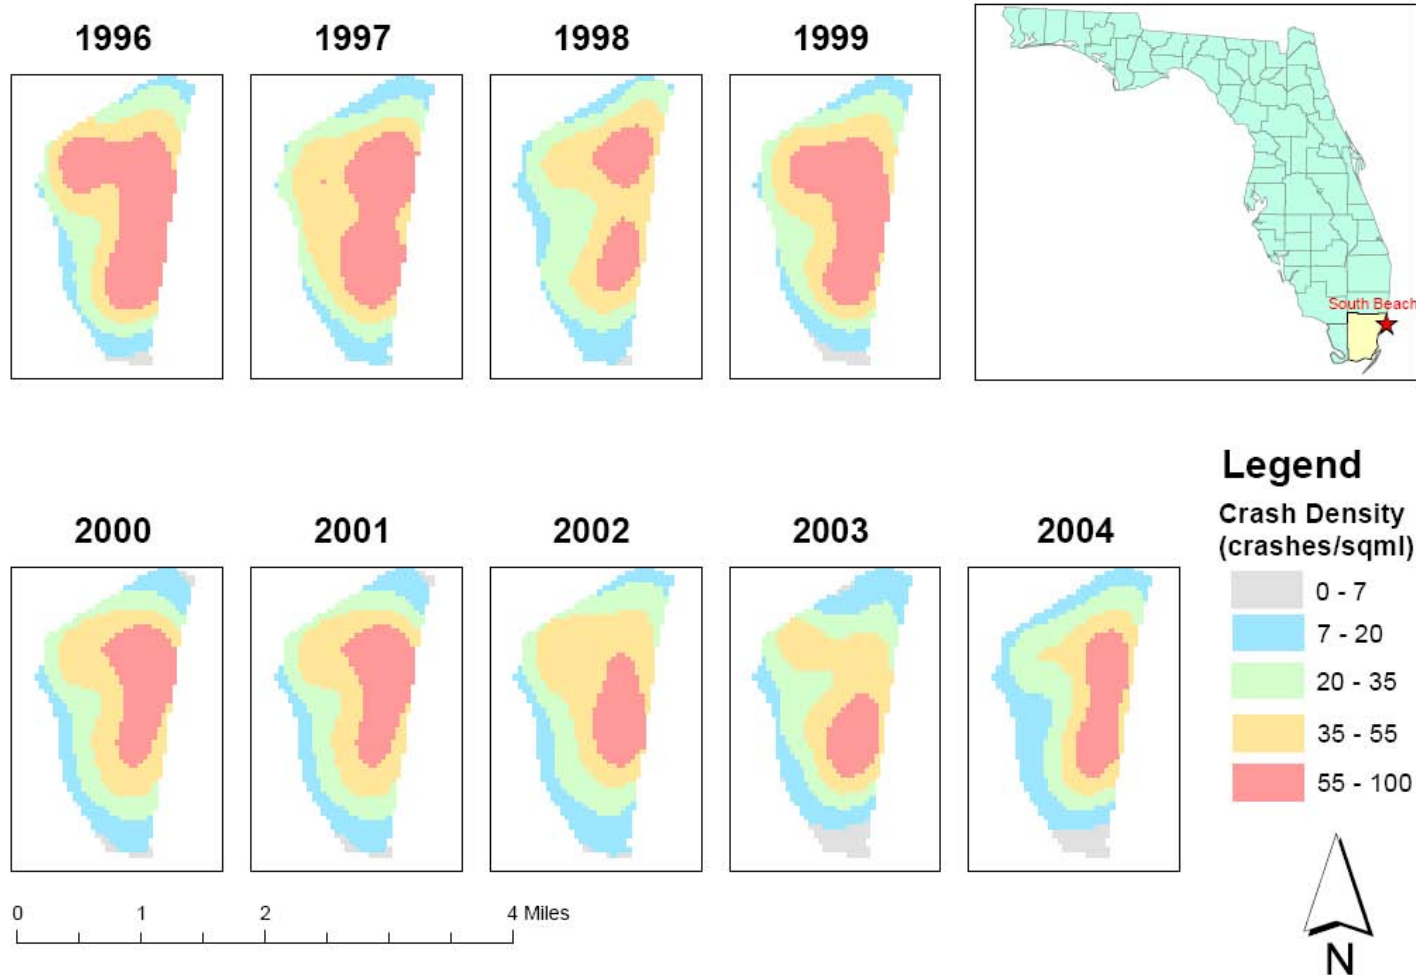 1996
1997
1998
1999
South Beach
2000
2001
2002
2003
2004
Legend
Crash Density
(crashes/sqml)
0 - 7
7 - 20
20 - 35
35 - 55
55 - 100
0 1 2 4 Miles
N